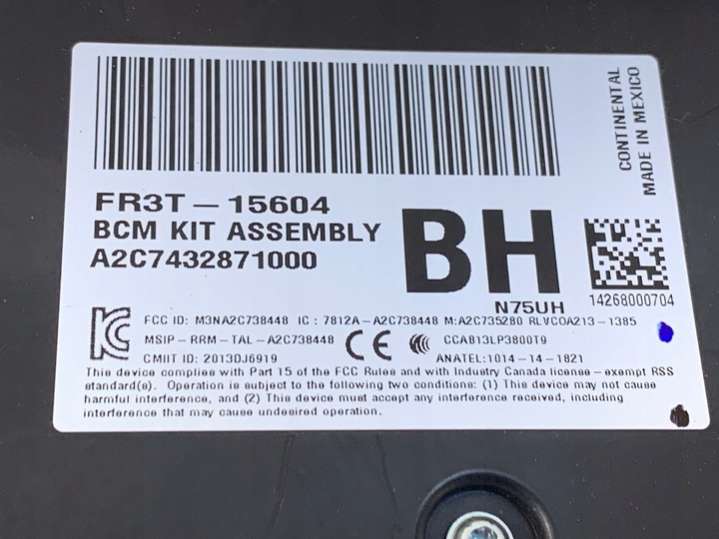 CONTINENTAL
MADE IN MEXICO
FR3T - 15604
BCM KIT ASSEMBLY
A2C7432871000
BH
N75UH
14268000704
FCC ID: M3NA2C738448 IC : 7812A-A2C738448 M:A2C735280 RLVCOA213-1385
MSIP-RRM-TAL-A2C738448 CE CCAB13LP3800T9
CMIIT ID: 2013DJ6919 ANATEL:1014-14-1821
This device complies with Part 15 of the FCC Rules and with Industry Canada license - exempt RSS
standard(s). Operation is subject to the following two conditions: (1) This device may not cause
harmful interference, and (2) This device must accept any interference received, including
interference that may cause undesired operation.